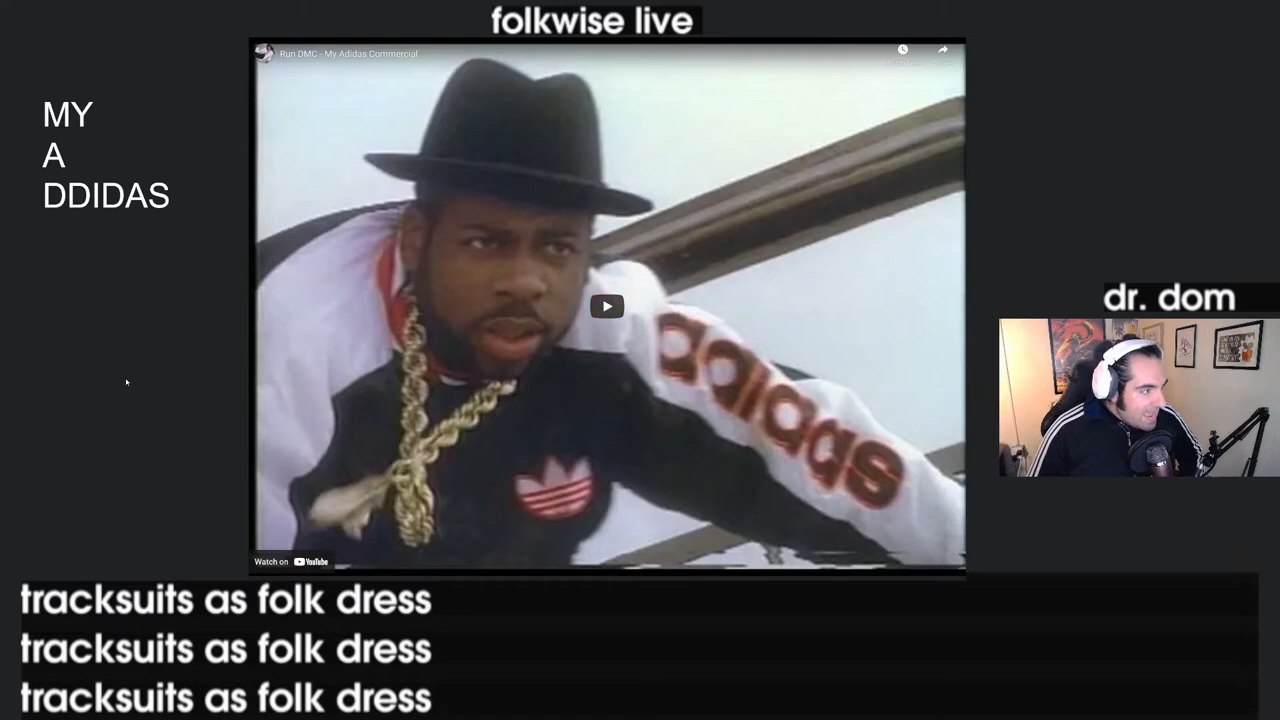 folkwise live
Run DMC - My Adidas Commercial
MY
A
DDIDAS
adidas
dr. dom
Watch on YouTube
tracksuits as folk dress
tracksuits as folk dress
tracksuits as folk dress